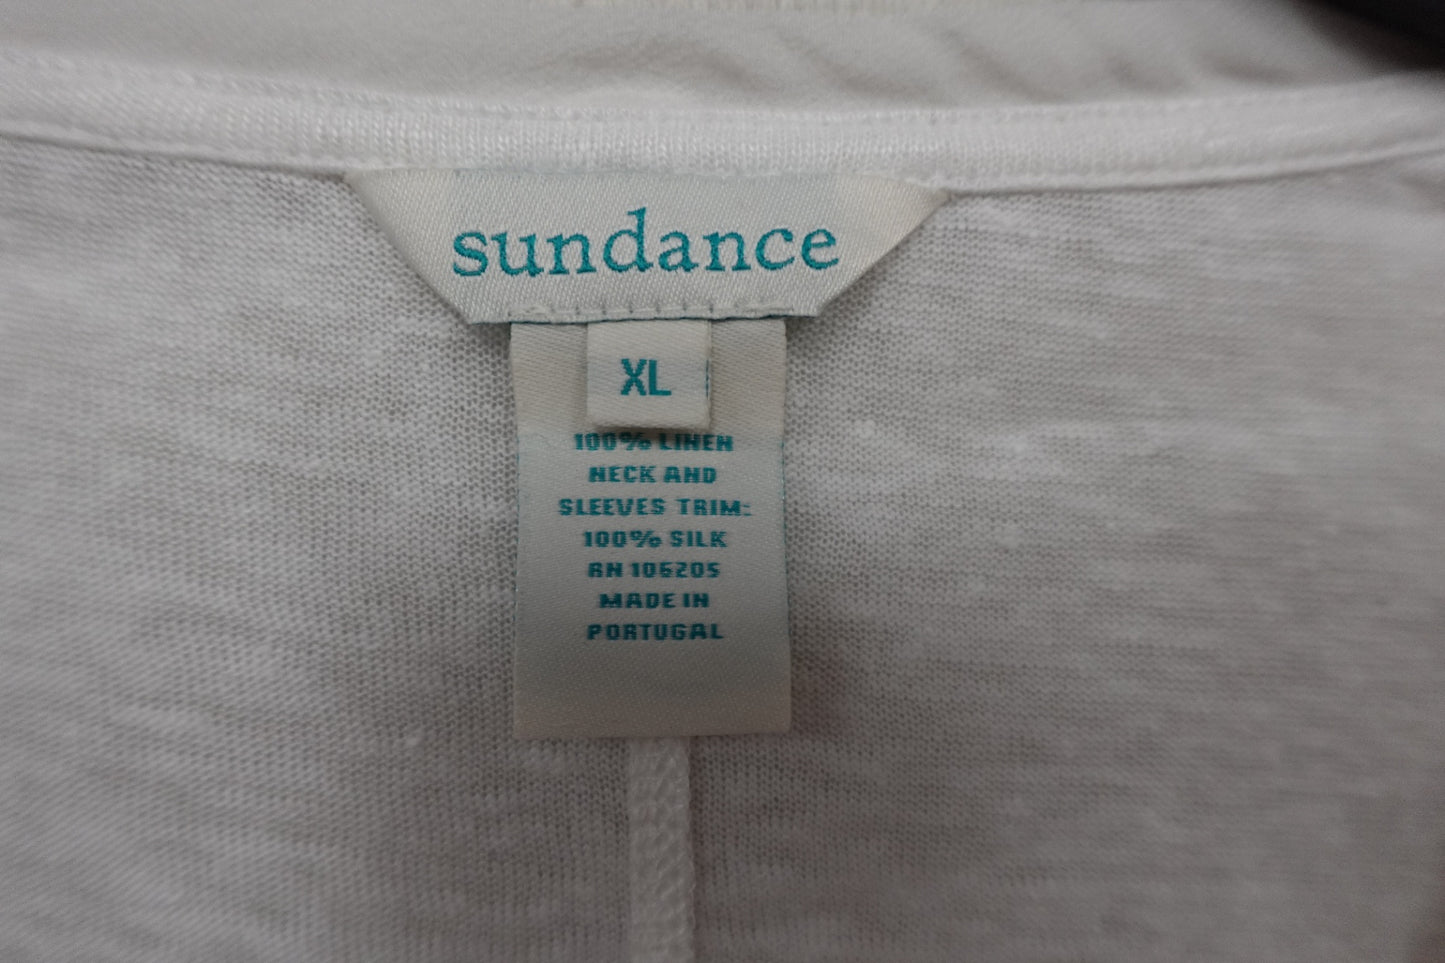 sundance
XL
100% LINEN
NECK AND
SLEEVES TRIM:
100% SILK
RN 106205
MADE IN
PORTUGAL